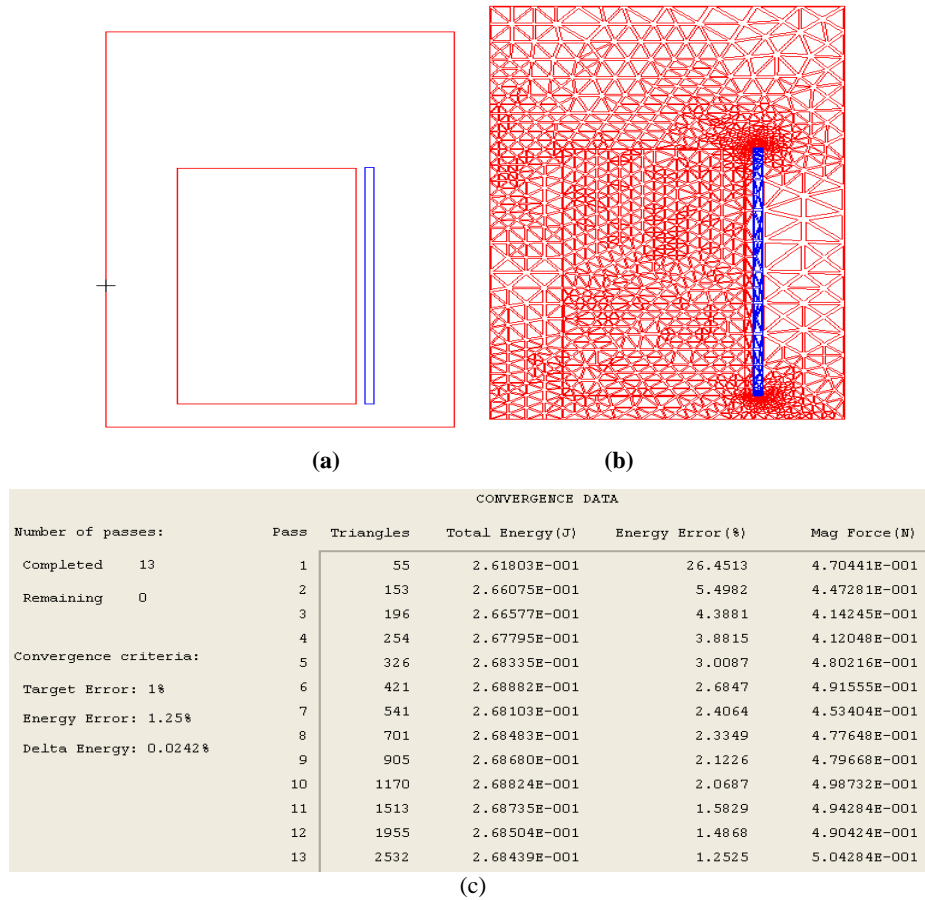 (a) (b)
CONVERGENCE DATA
Number of passes: Pass Triangles Total Energy(J) Energy Error(%) Mag Force(N)
Completed 13 1 55 2.61803E-001 26.4513 4.70441E-001
2 153 2.66075E-001 5.4982 4.47281E-001
Remaining 0
3 196 2.66577E-001 4.3881 4.14245E-001
4 254 2.67795E-001 3.8815 4.12048E-001
Convergence criteria:
5 326 2.68335E-001 3.0087 4.80216E-001
Target Error: 1% 6 421 2.68882E-001 2.6847 4.91555E-001
Energy Error: 1.25% 7 541 2.68103E-001 2.4064 4.53404E-001
8 701 2.68483E-001 2.3349 4.77648E-001
Delta Energy: 0.0242%
9 905 2.68680E-001 2.1226 4.79668E-001
10 1170 2.68824E-001 2.0687 4.98732E-001
11 1513 2.68735E-001 1.5829 4.94284E-001
12 1955 2.68504E-001 1.4868 4.90424E-001
13 2532 2.68439E-001 1.2525 5.04284E-001
(c)